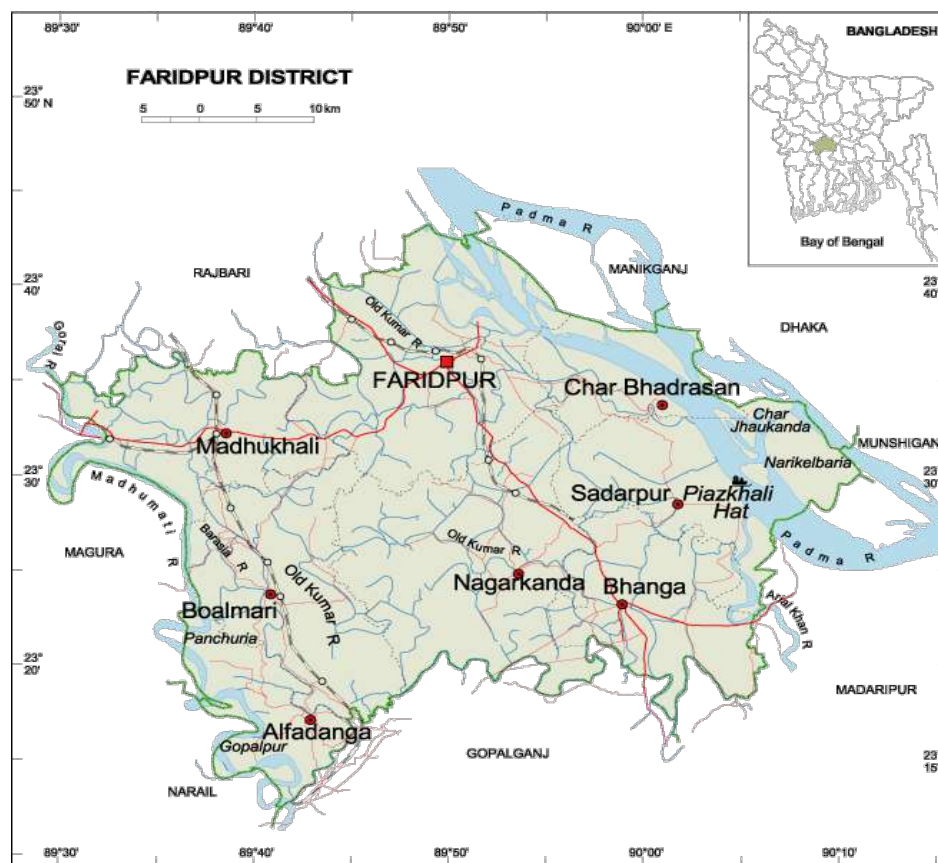 89°30'
89°40'
89°50'
90°00' E
BANGLADESH
Bay of Bengal
FARIDPUR DISTRICT
5 0 6 10 km
23°
50' N
Padma R
RAJBARI
MANIKGANJ
23°
40'
23°
40'
DHAKA
Gorai R
Old Kumar R
FARIDPUR
Char Bhadrasan
Char
Jhaukanda
MUNSHIGAN
Narikelbaria
Madhukhali
23°
30'
23°
30'
Sadarpur
Piazkhali
Hat
Madhumati R
Padma R
MAGURA
Barasia R
Old Kumar R
Old Kumar R
Nagarkanda
Bhanga
Boalmari
Arial Khan R
Panchuria
23°
20'
MADARIPUR
Alfadanga
Gopalpur
GOPALGANJ
NARAIL
23
15'
89°30'
89°40'
89°50'
90°00'
90°10'